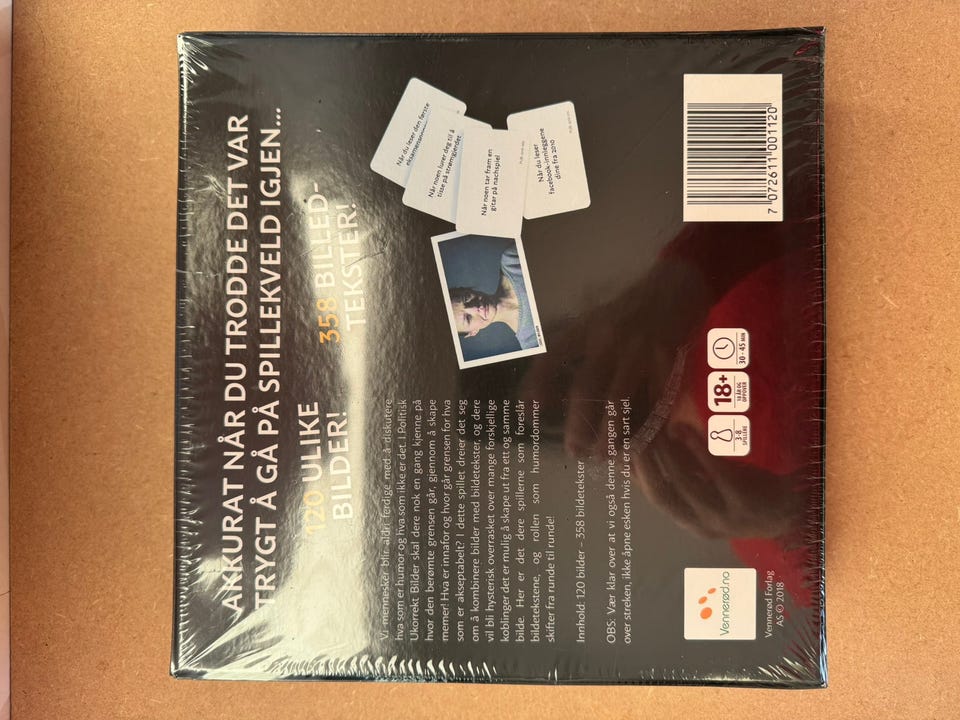 AKKURAT NÅR DU TRODDE DET VAR
TRYGT Å GÅ PÅ SPILLEKVELD IGJEN...
120 ULIKE
BILDER!
358 BILLED-
TEKSTER!
Når du leser den første
eksamensoppgaven
Når noen lurer deg til å
tisse på strømgjerdet
Når noen tar fram en
gitar på nachspiel
Når du leser
facebook-innleggene
dine fra 2010
Vi mennesker blir aldri ferdige med å diskutere
hva som er humor og hva som ikke er det. I Politisk
Ukorrekt Bilder skal dere nok en gang kjenne på
hvor den berømte grensen går, gjennom å skape
memer! Hva er innafor og hvor går grensen for hva
som er akseptabelt? I dette spillet dreier det seg
om å kombinere bilder med bildetekster, og dere
vil bli hysterisk overrasket over mange forskjellige
koblinger det er mulig å skape ut fra ett og samme
bilde. Her er det dere spillerne som foreslår
bildetekstene, og rollen som humordommer
skifter fra runde til runde!
Innhold: 120 bilder – 358 bildetekster
OBS: Vær klar over at vi også denne gangen går
over streken, ikke åpne esken hvis du er en sart sjel.
3-8
SPILLERE
18+
18 ÅR OG
OPPOVER
30-45 MIN
7 072611 001120
Vennerød.no
Vennerød Forlag
AS © 2018